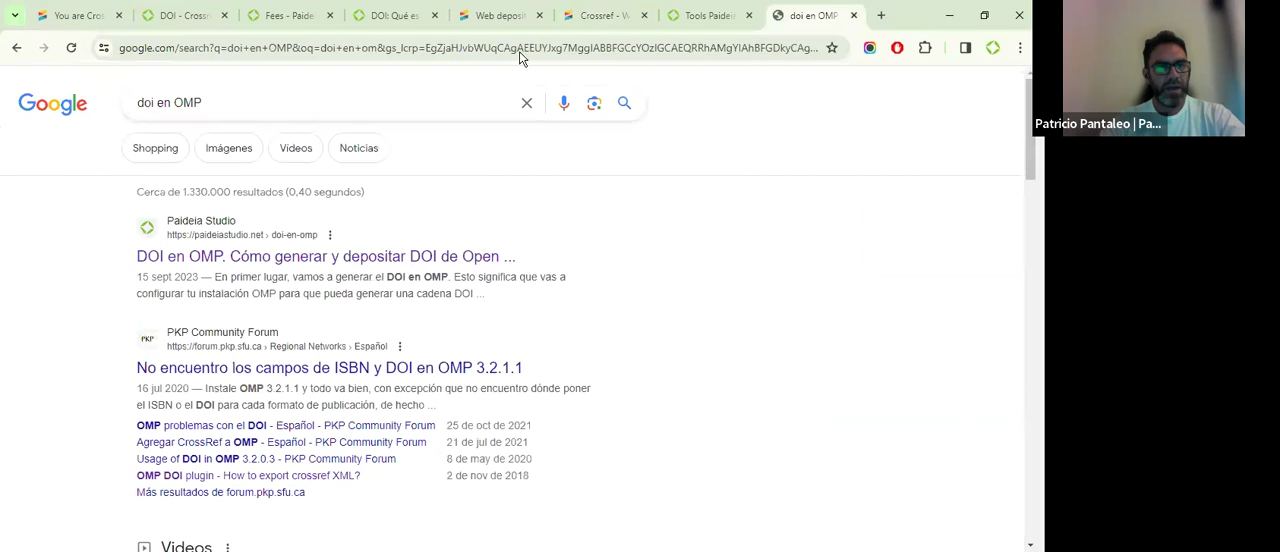 You are Cros
DOI - Crossr
Fees - Paide
DOI: Qué es
Web deposit
Crossref - W
Tools Paidei
doi en OMP
google.com/search?q=doi+en+OMP&oq=doi+en+om&gs_lcrp=EgZjaHJvbWUqCAgAEEUYJxg7MggIABBFGCcYOzIGCAEQRRhAMgYIAhBFGDkyCAg...
Patricio Pantaleo | Pa...
Google
doi en OMP
Shopping
Imágenes
Vídeos
Noticias
Cerca de 1.330.000 resultados (0,40 segundos)
Paideia Studio
https://paideiastudio.net › doi-en-omp
DOI en OMP. Cómo generar y depositar DOI de Open ...
15 sept 2023 — En primer lugar, vamos a generar el DOI en OMP. Esto significa que vas a
configurar tu instalación OMP para que pueda generar una cadena DOI ...
PKP
PKP Community Forum
https://forum.pkp.sfu.ca › Regional Networks › Español
No encuentro los campos de ISBN y DOI en OMP 3.2.1.1
16 jul 2020 — Instale OMP 3.2.1.1 y todo va bien, con excepción que no encuentro dónde poner
el ISBN o el DOI para cada formato de publicación, de hecho ...
OMP problemas con el DOI - Español - PKP Community Forum 25 de oct de 2021
Agregar CrossRef a OMP - Español - PKP Community Forum 21 de jul de 2021
Usage of DOI in OMP 3.2.0.3 - PKP Community Forum 8 de may de 2020
OMP DOI plugin - How to export crossref XML? 2 de nov de 2018
Más resultados de forum.pkp.sfu.ca
Videos